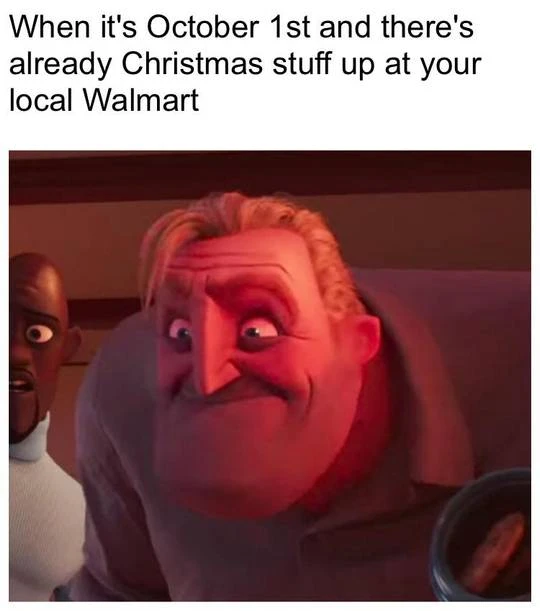 When it's October 1st and there's
already Christmas stuff up at your
local Walmart